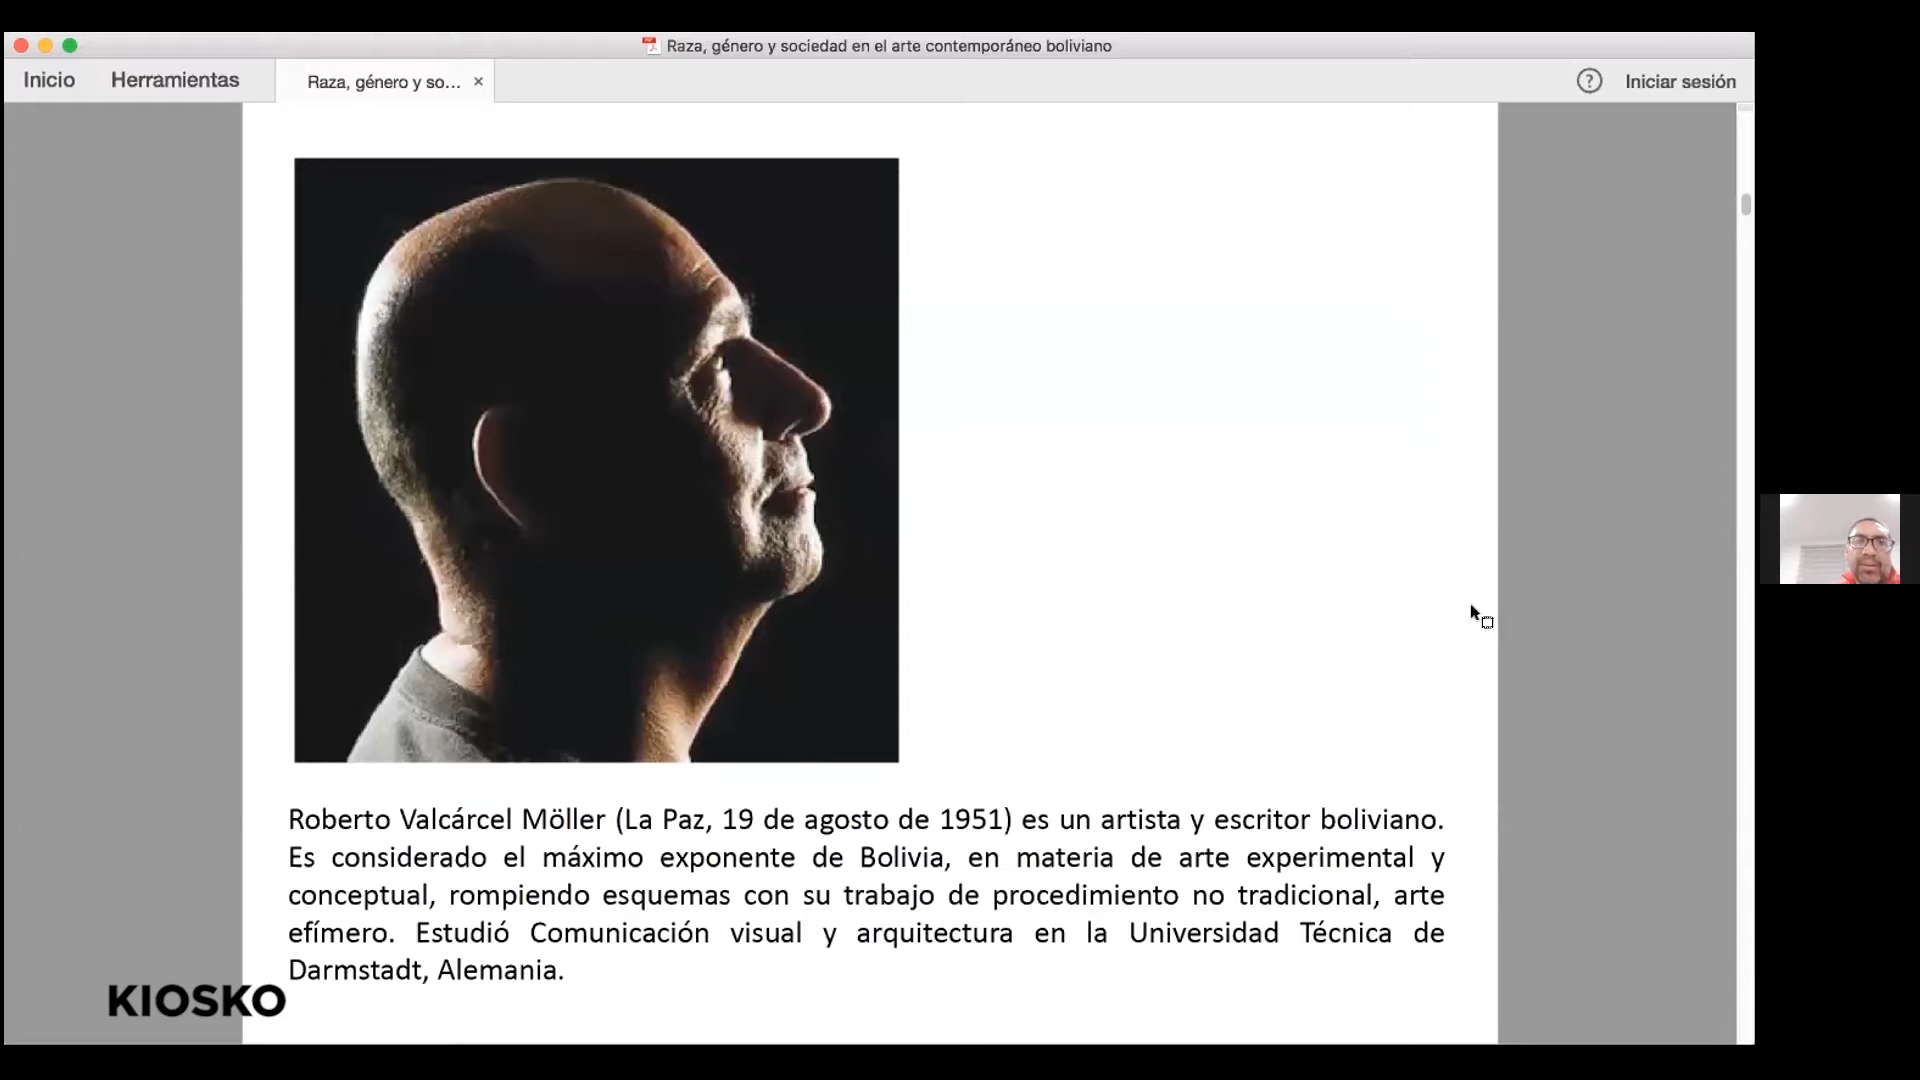 Raza, género y sociedad en el arte contemporáneo boliviano
Inicio Herramientas Raza, género y so... × ? Iniciar sesión
Roberto Valcárcel Möller (La Paz, 19 de agosto de 1951) es un artista y escritor boliviano.
Es considerado el máximo exponente de Bolivia, en materia de arte experimental y
conceptual, rompiendo esquemas con su trabajo de procedimiento no tradicional, arte
efímero. Estudió Comunicación visual y arquitectura en la Universidad Técnica de
Darmstadt, Alemania.
KIOSKO